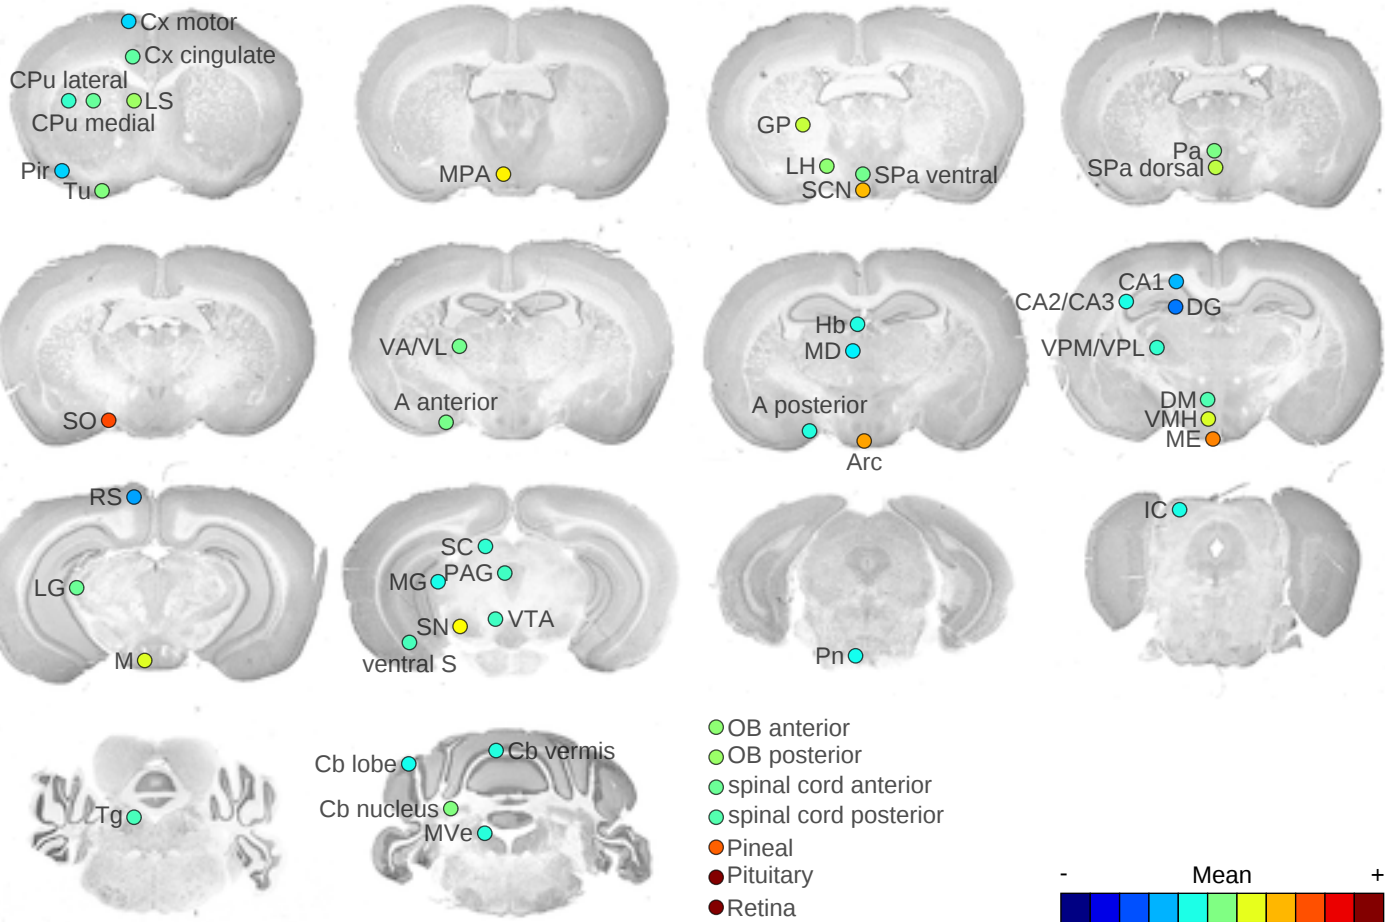 Cx motor
Cx cingulate
CPu lateral
LS
CPu medial
Pir
Tu
MPA
GP
LH
SPa ventral
SCN
Pa
SPa dorsal
SO
VA/VL
A anterior
Hb
MD
A posterior
Arc
CA1
CA2/CA3
DG
VPM/VPL
DM
VMH
ME
RS
LG
M
SC
MG
PAG
SN
VTA
ventral S
Pn
IC
Tg
Cb lobe
Cb vermis
Cb nucleus
MVe
OB anterior
OB posterior
spinal cord anterior
spinal cord posterior
Pineal
Pituitary
Retina
- Mean +